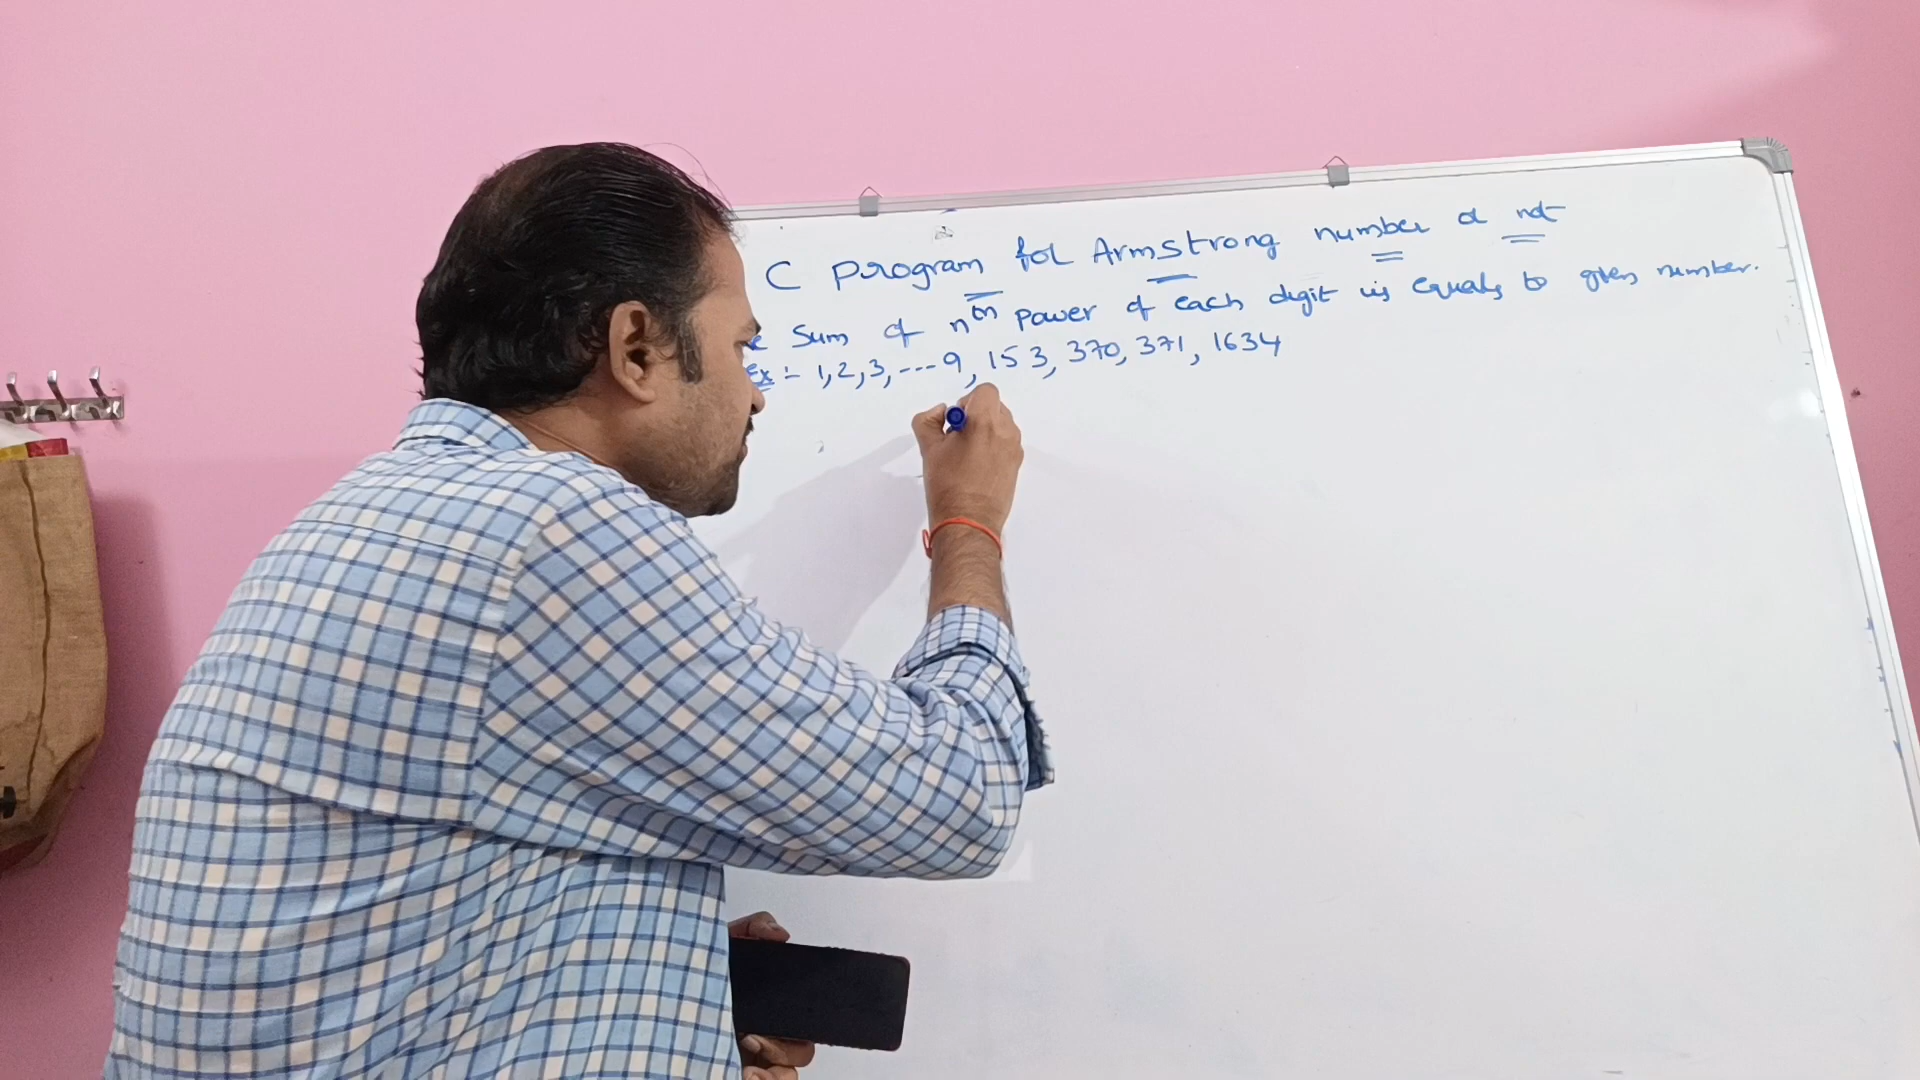 C program for Armstrong number or not
Sum of nth power of each digit is equals to given number.
Ex :- 1,2,3,---9, 153, 370, 371, 1634